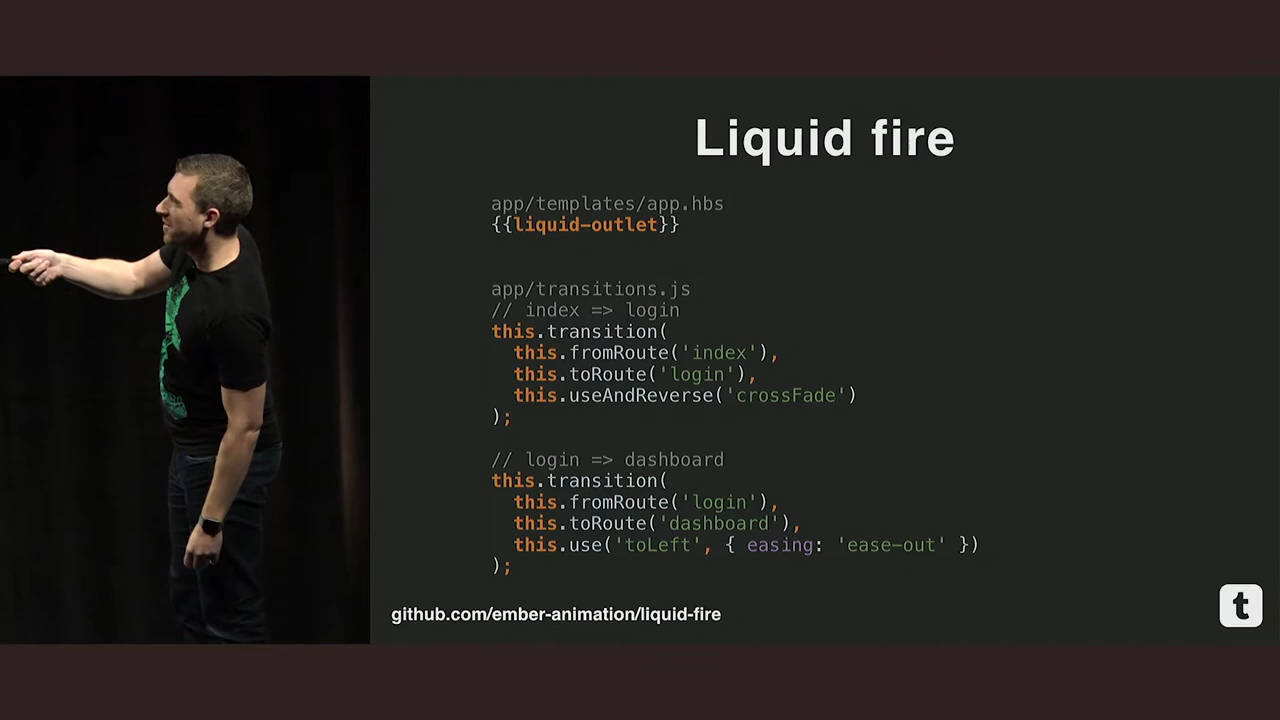 Liquid fire
app/templates/app.hbs
{{liquid-outlet}}
app/transitions.js
// index => login
this.transition(
  this.fromRoute('index'),
  this.toRoute('login'),
  this.useAndReverse('crossFade')
);
// login => dashboard
this.transition(
  this.fromRoute('login'),
  this.toRoute('dashboard'),
  this.use('toLeft', { easing: 'ease-out' })
);
github.com/ember-animation/liquid-fire
t